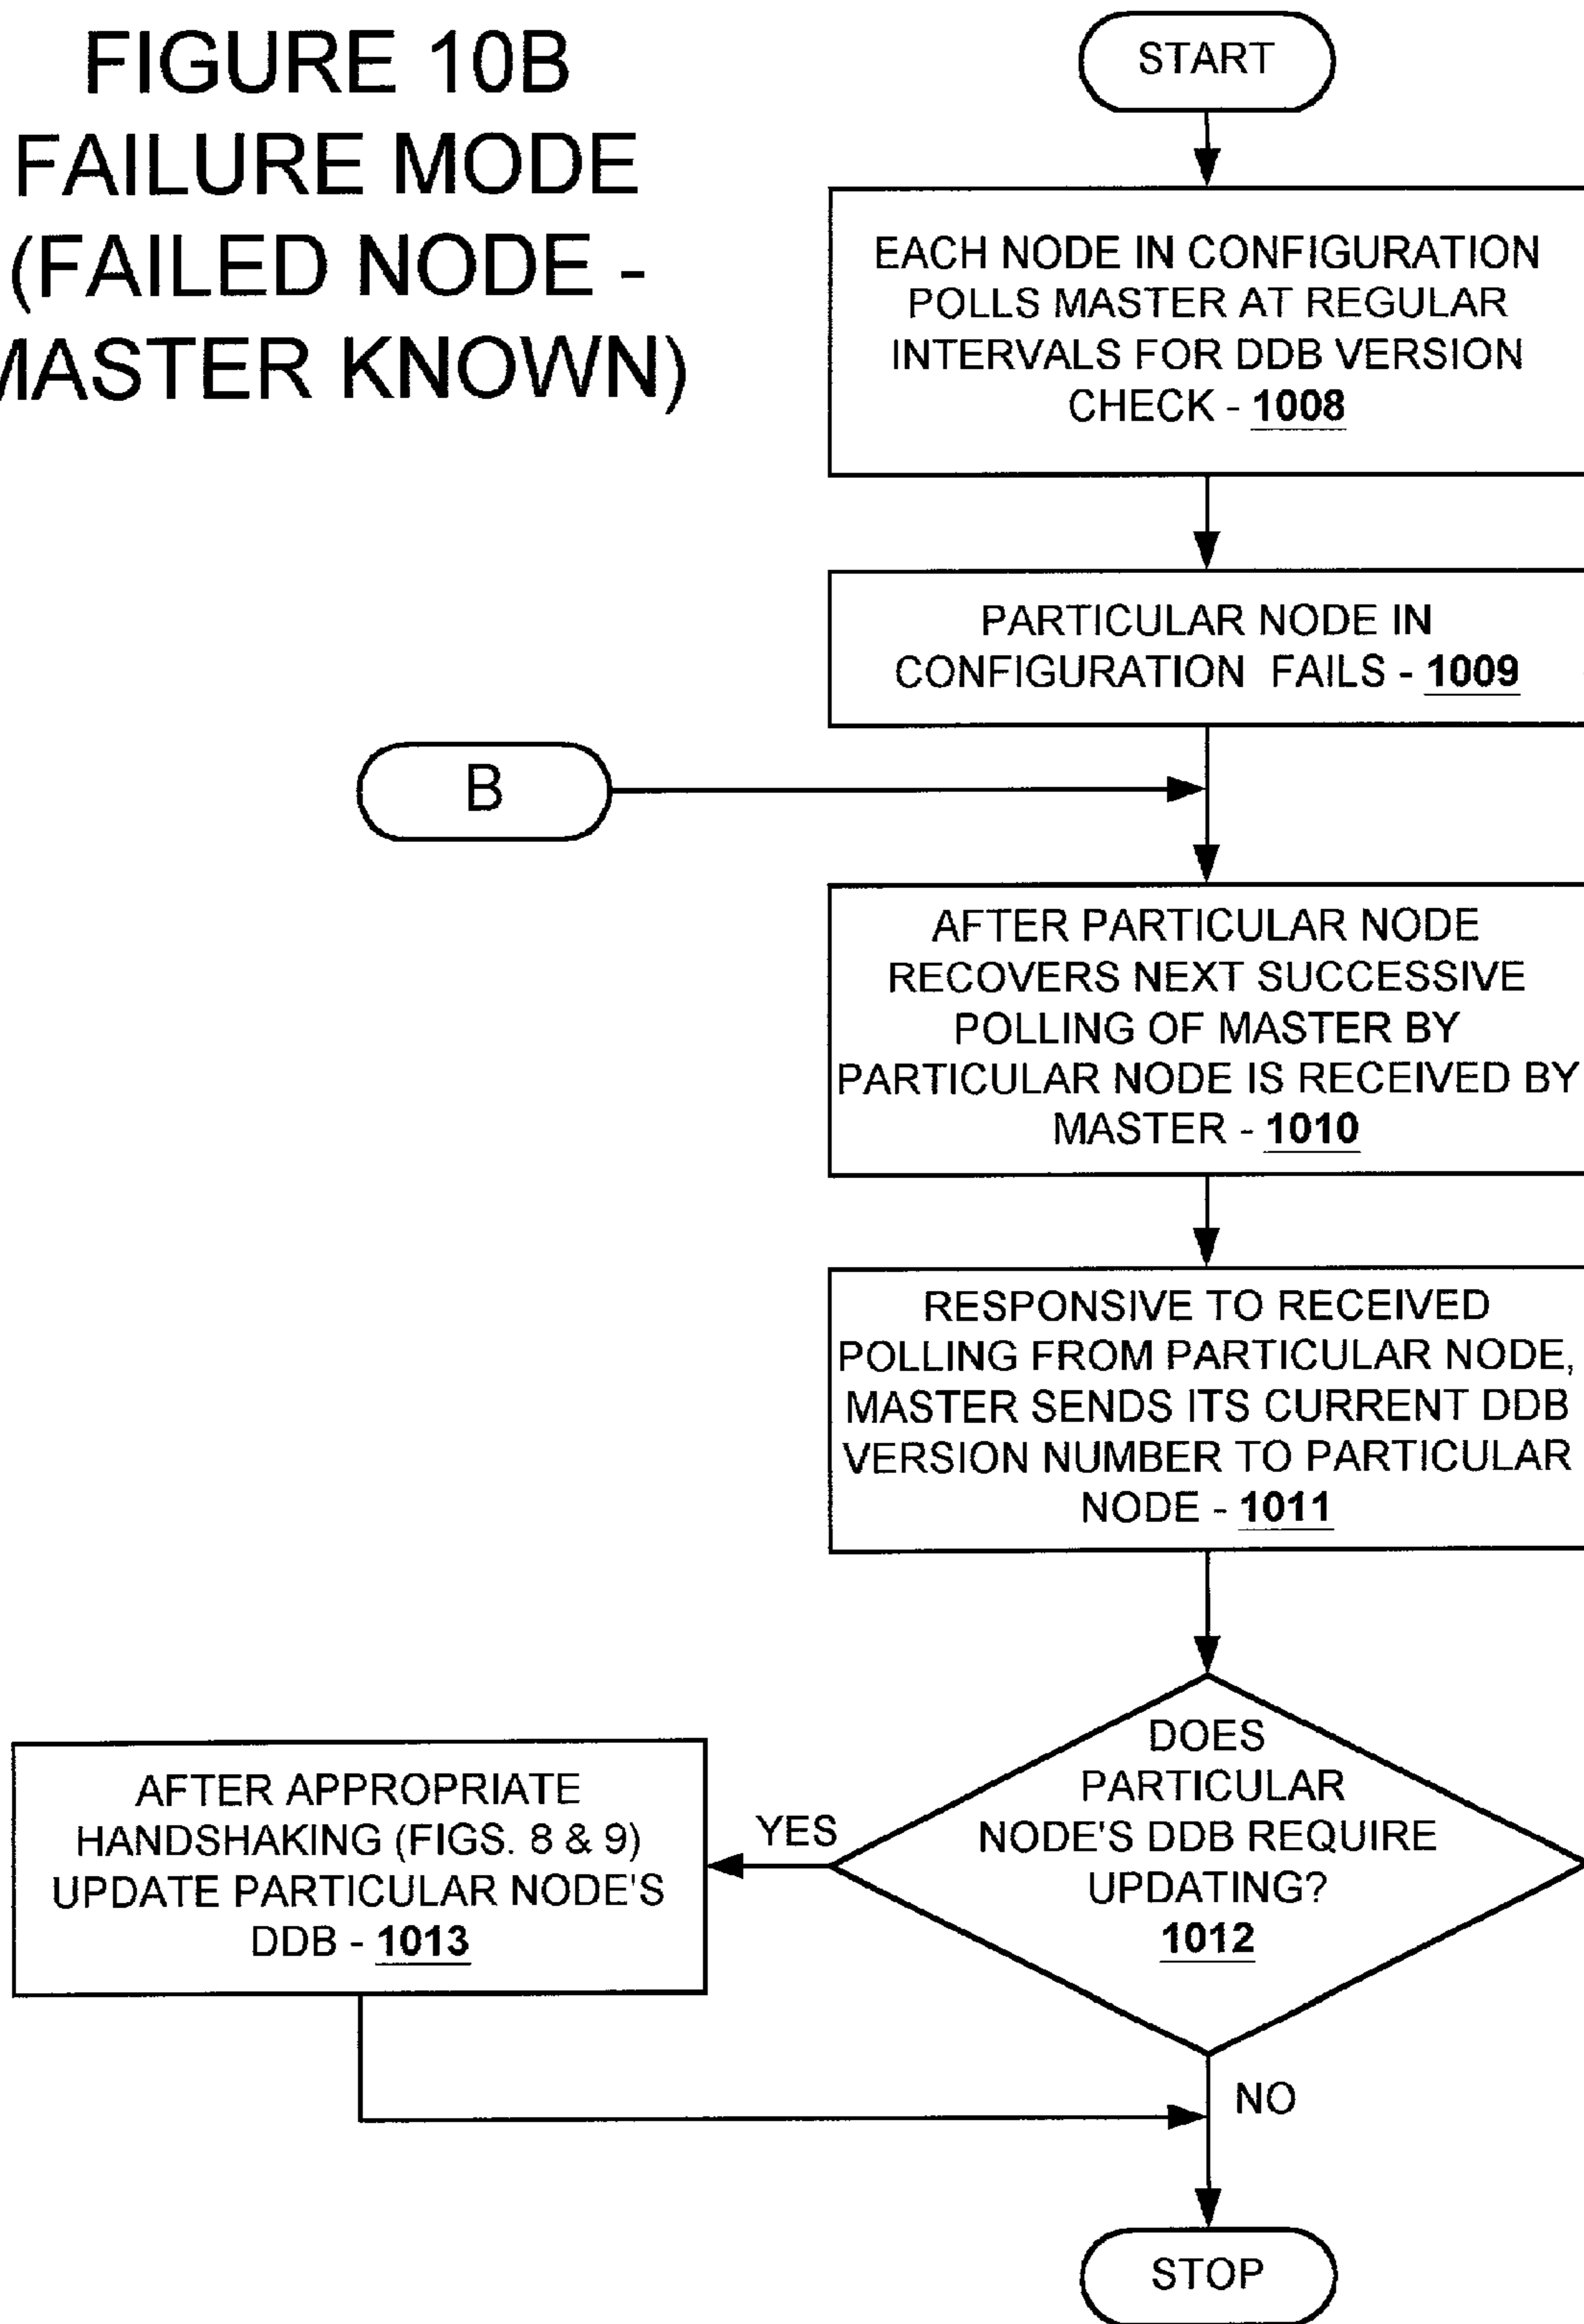 FIGURE 10B
FAILURE MODE
(FAILED NODE -
MASTER KNOWN)
START
EACH NODE IN CONFIGURATION
POLLS MASTER AT REGULAR
INTERVALS FOR DDB VERSION
CHECK - 1008
PARTICULAR NODE IN
CONFIGURATION FAILS - 1009
B
AFTER PARTICULAR NODE
RECOVERS NEXT SUCCESSIVE
POLLING OF MASTER BY
PARTICULAR NODE IS RECEIVED BY
MASTER - 1010
RESPONSIVE TO RECEIVED
POLLING FROM PARTICULAR NODE,
MASTER SENDS ITS CURRENT DDB
VERSION NUMBER TO PARTICULAR
NODE - 1011
DOES
PARTICULAR
NODE'S DDB REQUIRE
UPDATING?
1012
YES
AFTER APPROPRIATE
HANDSHAKING (FIGS. 8 & 9)
UPDATE PARTICULAR NODE'S
DDB - 1013
NO
STOP